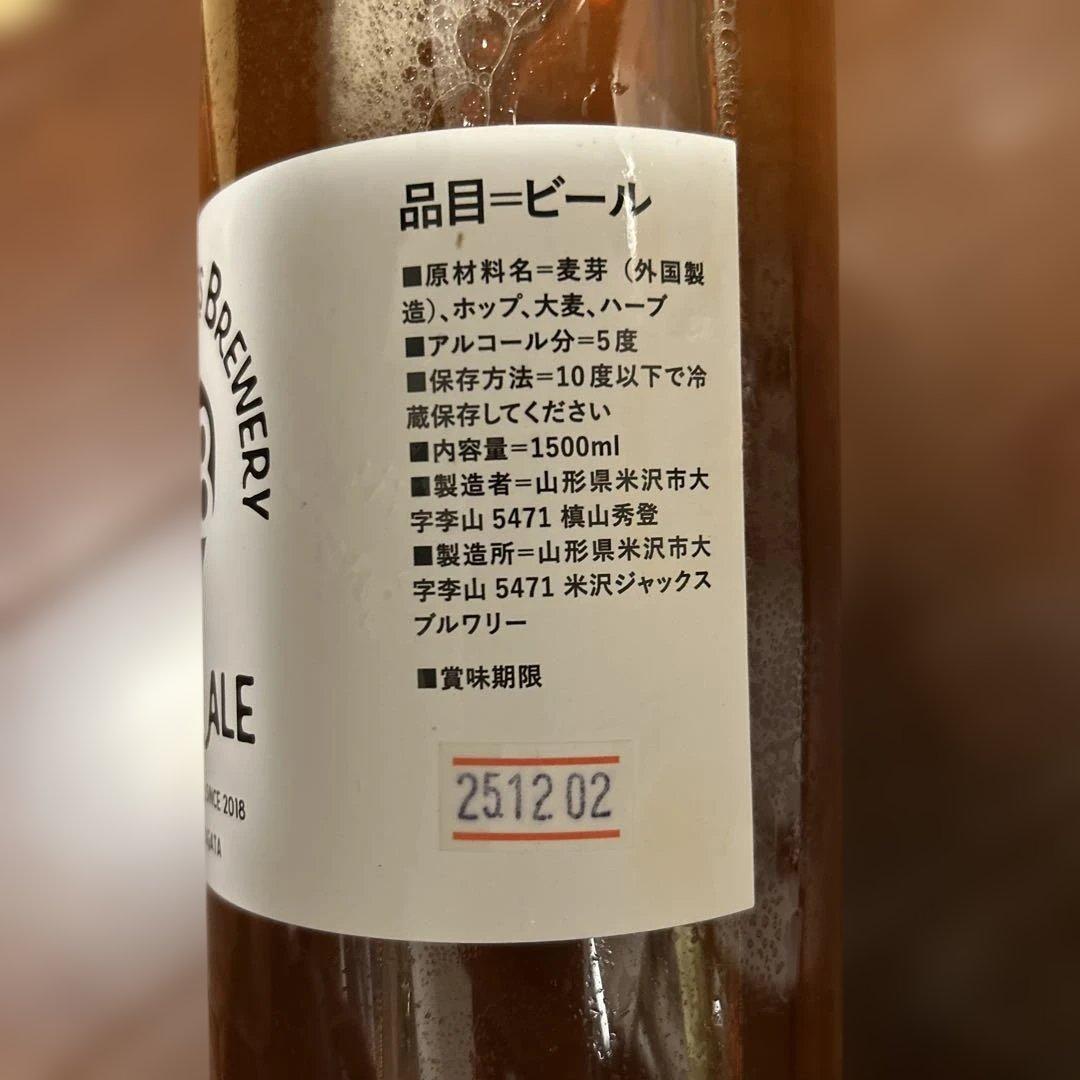 BREWERY
ALE
SINCE 2018
品目=ビール
■原材料名=麦芽（外国製
造）、ホップ、大麦、ハーブ
■アルコール分=5度
■保存方法=10度以下で冷
蔵保存してください
■内容量=1500ml
■製造者=山形県米沢市大
字李山 5471 槙山秀登
■製造所=山形県米沢市大
字李山 5471 米沢ジャックス
ブルワリー
■賞味期限
25.12.02